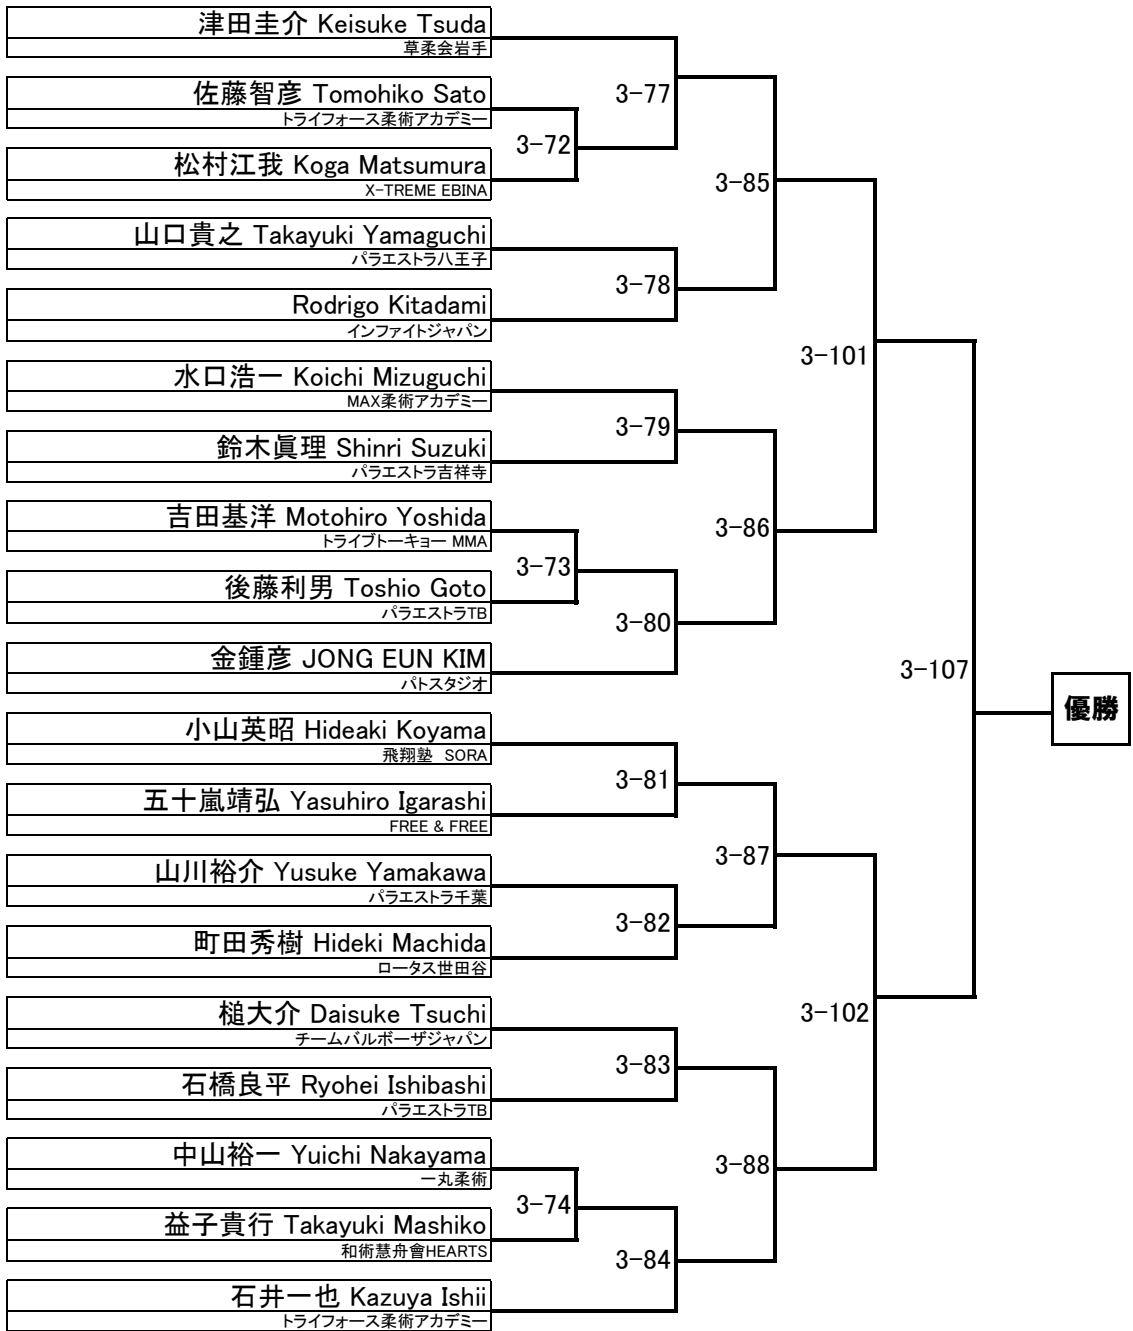 津田圭介 Keisuke Tsuda
草柔会岩手
佐藤智彦 Tomohiko Sato
トライフォース柔術アカデミー
松村江我 Koga Matsumura
X-TREME EBINA
山口貴之 Takayuki Yamaguchi
パラエストラ八王子
Rodrigo Kitadami
インファイトジャパン
水口浩一 Koichi Mizuguchi
MAX柔術アカデミー
鈴木眞理 Shinri Suzuki
パラエストラ吉祥寺
吉田基洋 Motohiro Yoshida
トライブトーキョー MMA
後藤利男 Toshio Goto
パラエストラTB
金鍾彦 JONG EUN KIM
パトスタジオ
小山英昭 Hideaki Koyama
飛翔塾 SORA
五十嵐靖弘 Yasuhiro Igarashi
FREE & FREE
山川裕介 Yusuke Yamakawa
パラエストラ千葉
町田秀樹 Hideki Machida
ロータス世田谷
槌大介 Daisuke Tsuchi
チームバルボーザジャパン
石橋良平 Ryohei Ishibashi
パラエストラTB
中山裕一 Yuichi Nakayama
一丸柔術
益子貴行 Takayuki Mashiko
和術慧舟會HEARTS
石井一也 Kazuya Ishii
トライフォース柔術アカデミー
3-72
3-73
3-74
3-77
3-78
3-79
3-80
3-81
3-82
3-83
3-84
3-85
3-86
3-87
3-88
3-101
3-102
3-107
優勝